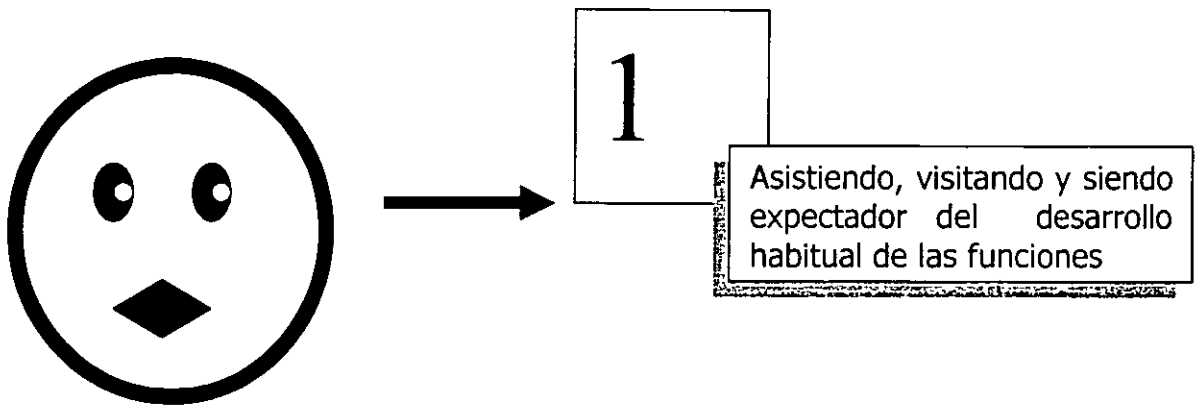 1
Asistiendo, visitando y siendo
expectador del desarrollo
habitual de las funciones